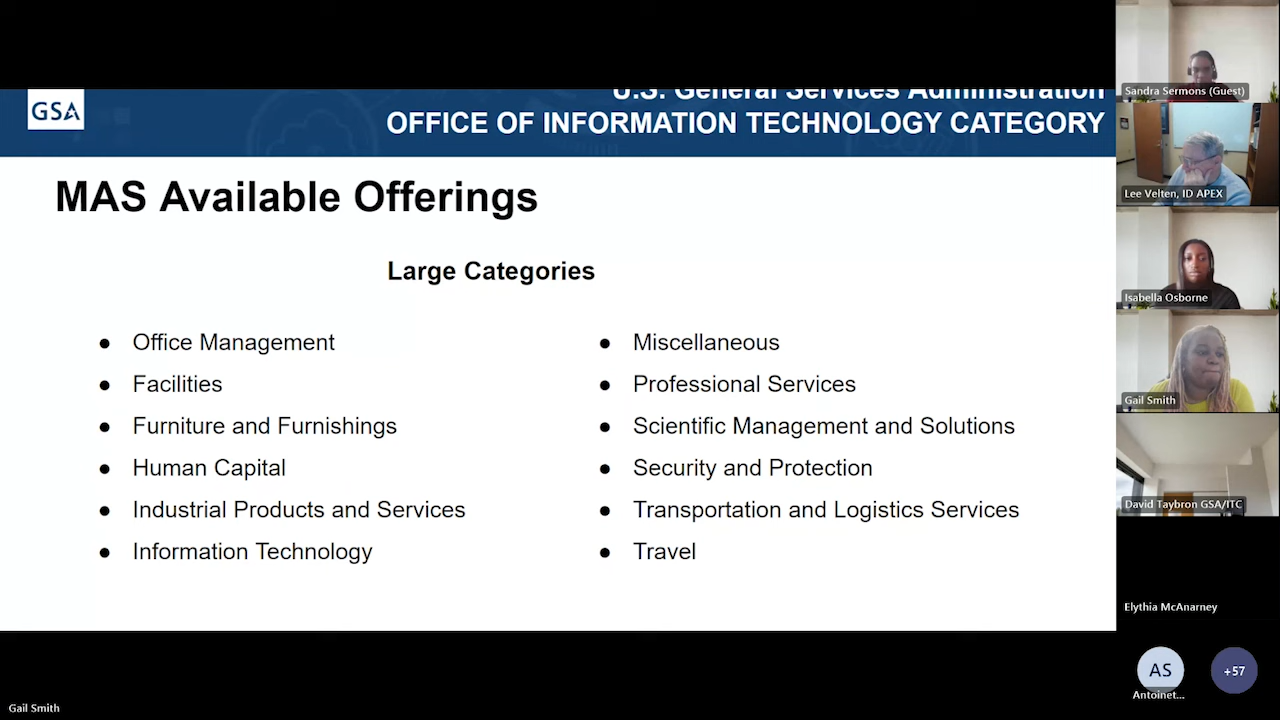 GSA
U.S. General Services Administration
OFFICE OF INFORMATION TECHNOLOGY CATEGORY
MAS Available Offerings
Large Categories
● Office Management
● Facilities
● Furniture and Furnishings
● Human Capital
● Industrial Products and Services
● Information Technology
● Miscellaneous
● Professional Services
● Scientific Management and Solutions
● Security and Protection
● Transportation and Logistics Services
● Travel
Sandra Sermons (Guest)
Lee Velten, ID APEX
Isabella Osborne
Gail Smith
David Taybron GSA/ITC
Elythia McAnarney
AS
Antoinet...
+57
Gail Smith